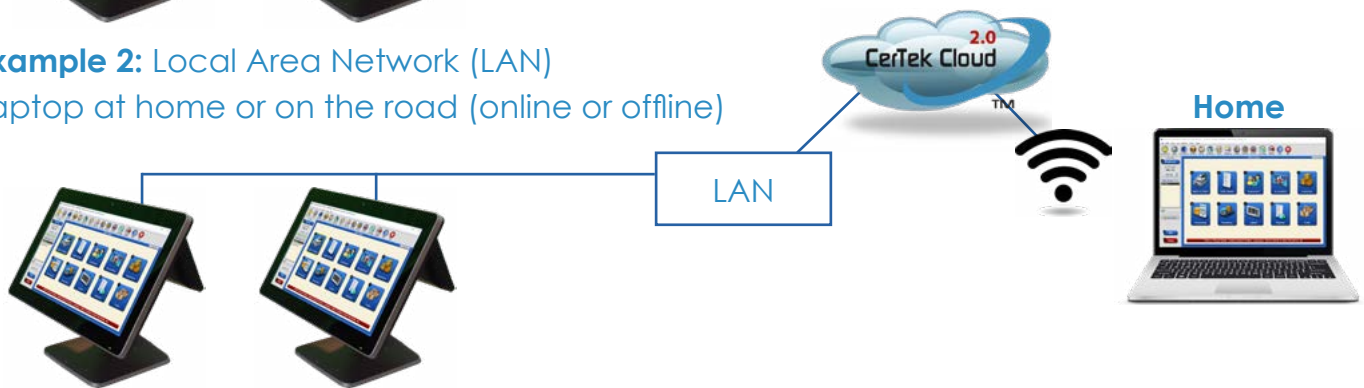 xample 2: Local Area Network (LAN)
aptop at home or on the road (online or offline)
2.0
CerTek Cloud
TM
Home
LAN